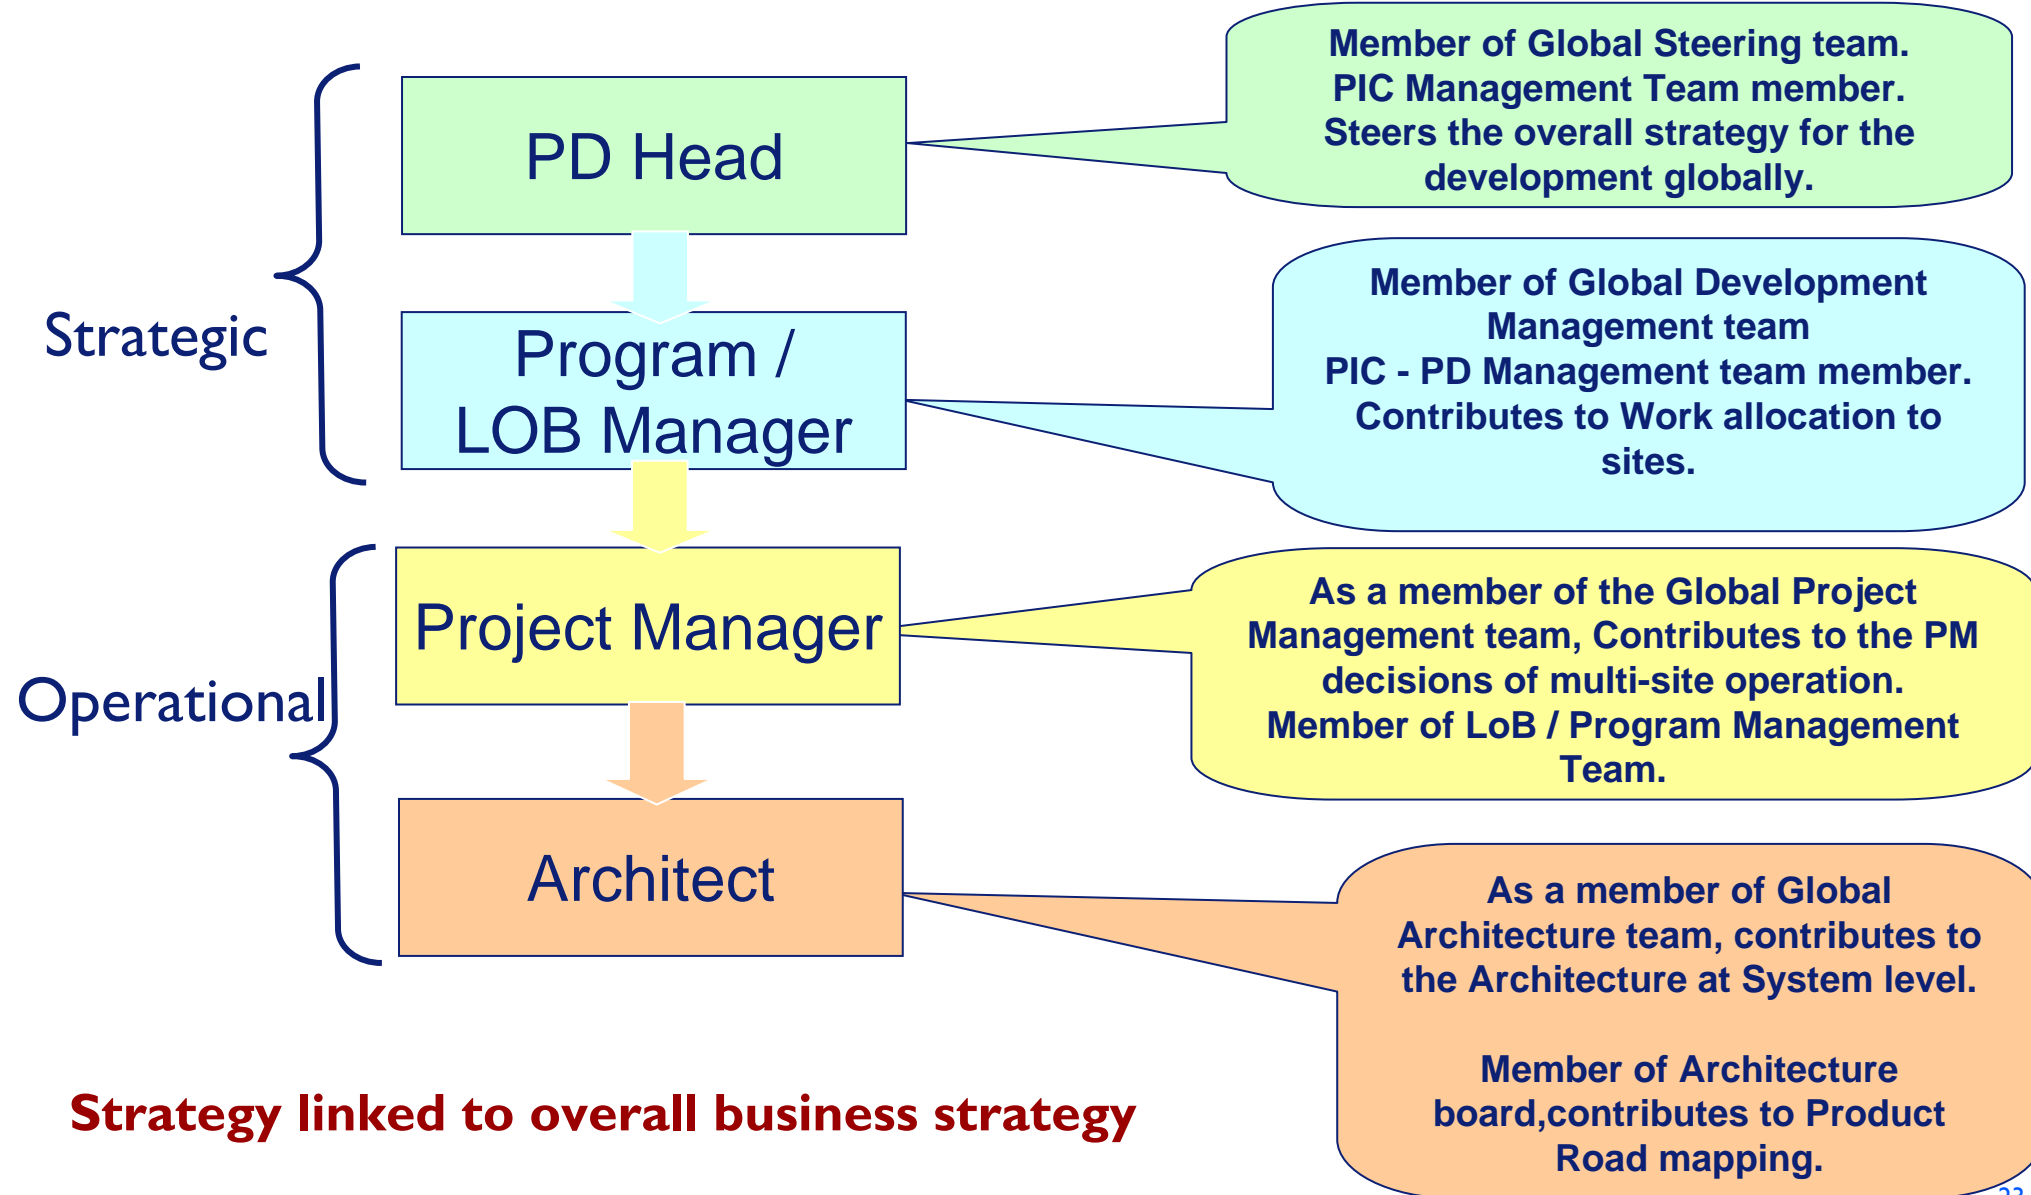 Member of Global Steering team.
PIC Management Team member.
Steers the overall strategy for the
development globally.
PD Head
Member of Global Development
Management team
PIC - PD Management team member.
Contributes to Work allocation to
sites.
Strategic
Program /
LOB Manager
As a member of the Global Project
Management team, Contributes to the PM
decisions of multi-site operation.
Member of LoB / Program Management
Team.
Project Manager
Operational
Architect
As a member of Global
Architecture team, contributes to
the Architecture at System level.
Member of Architecture
board,contributes to Product
Road mapping.
Strategy linked to overall business strategy